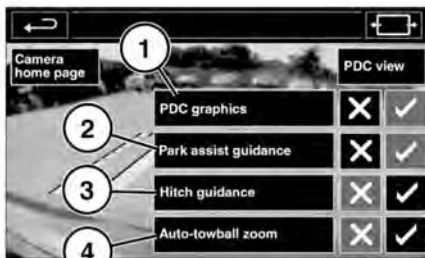 Camera
home page
PDC view
1
PDC graphics
2
Park assist guidance
3
Hitch guidance
4
Auto-towball zoom